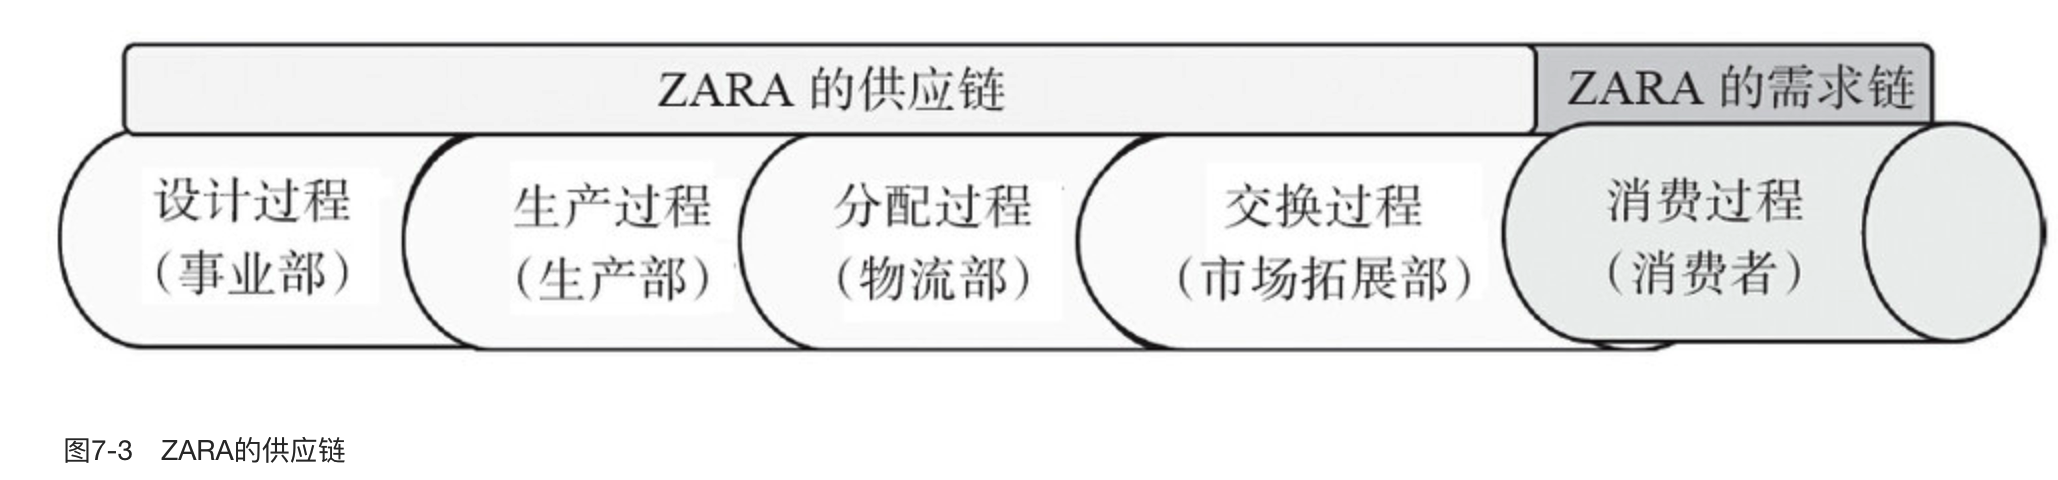 ZARA 的供应链
ZARA 的需求链
设计过程
（事业部）
生产过程
（生产部）
分配过程
（物流部）
交换过程
（市场拓展部）
消费过程
（消费者）
图7-3 ZARA的供应链